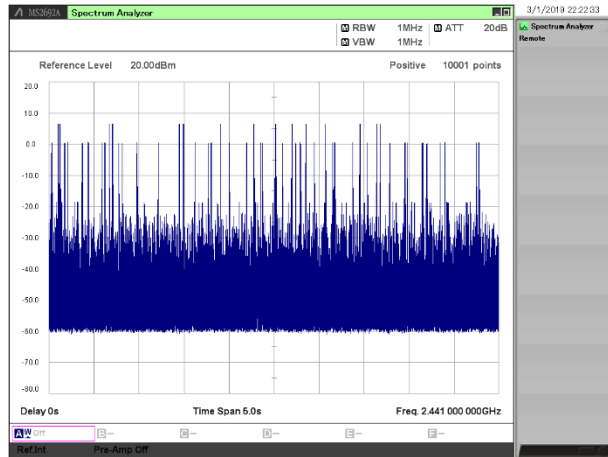 MS2692A Spectrum Analyzer
3/1/2019 22:22:33
M RBW 1MHz M ATT 20dB
M VBW 1MHz
Spectrum Analyzer
Remote
Reference Level 20.00dBm Positive 10001 points
20.0
10.0
0.0
-10.0
-20.0
-30.0
-40.0
-50.0
-60.0
-70.0
-80.0
Delay 0s Time Span 5.0s Freq. 2.441 000 000GHz
A W Off B-- C-- D-- E-- F--
Ref.Int Pre-Amp Off